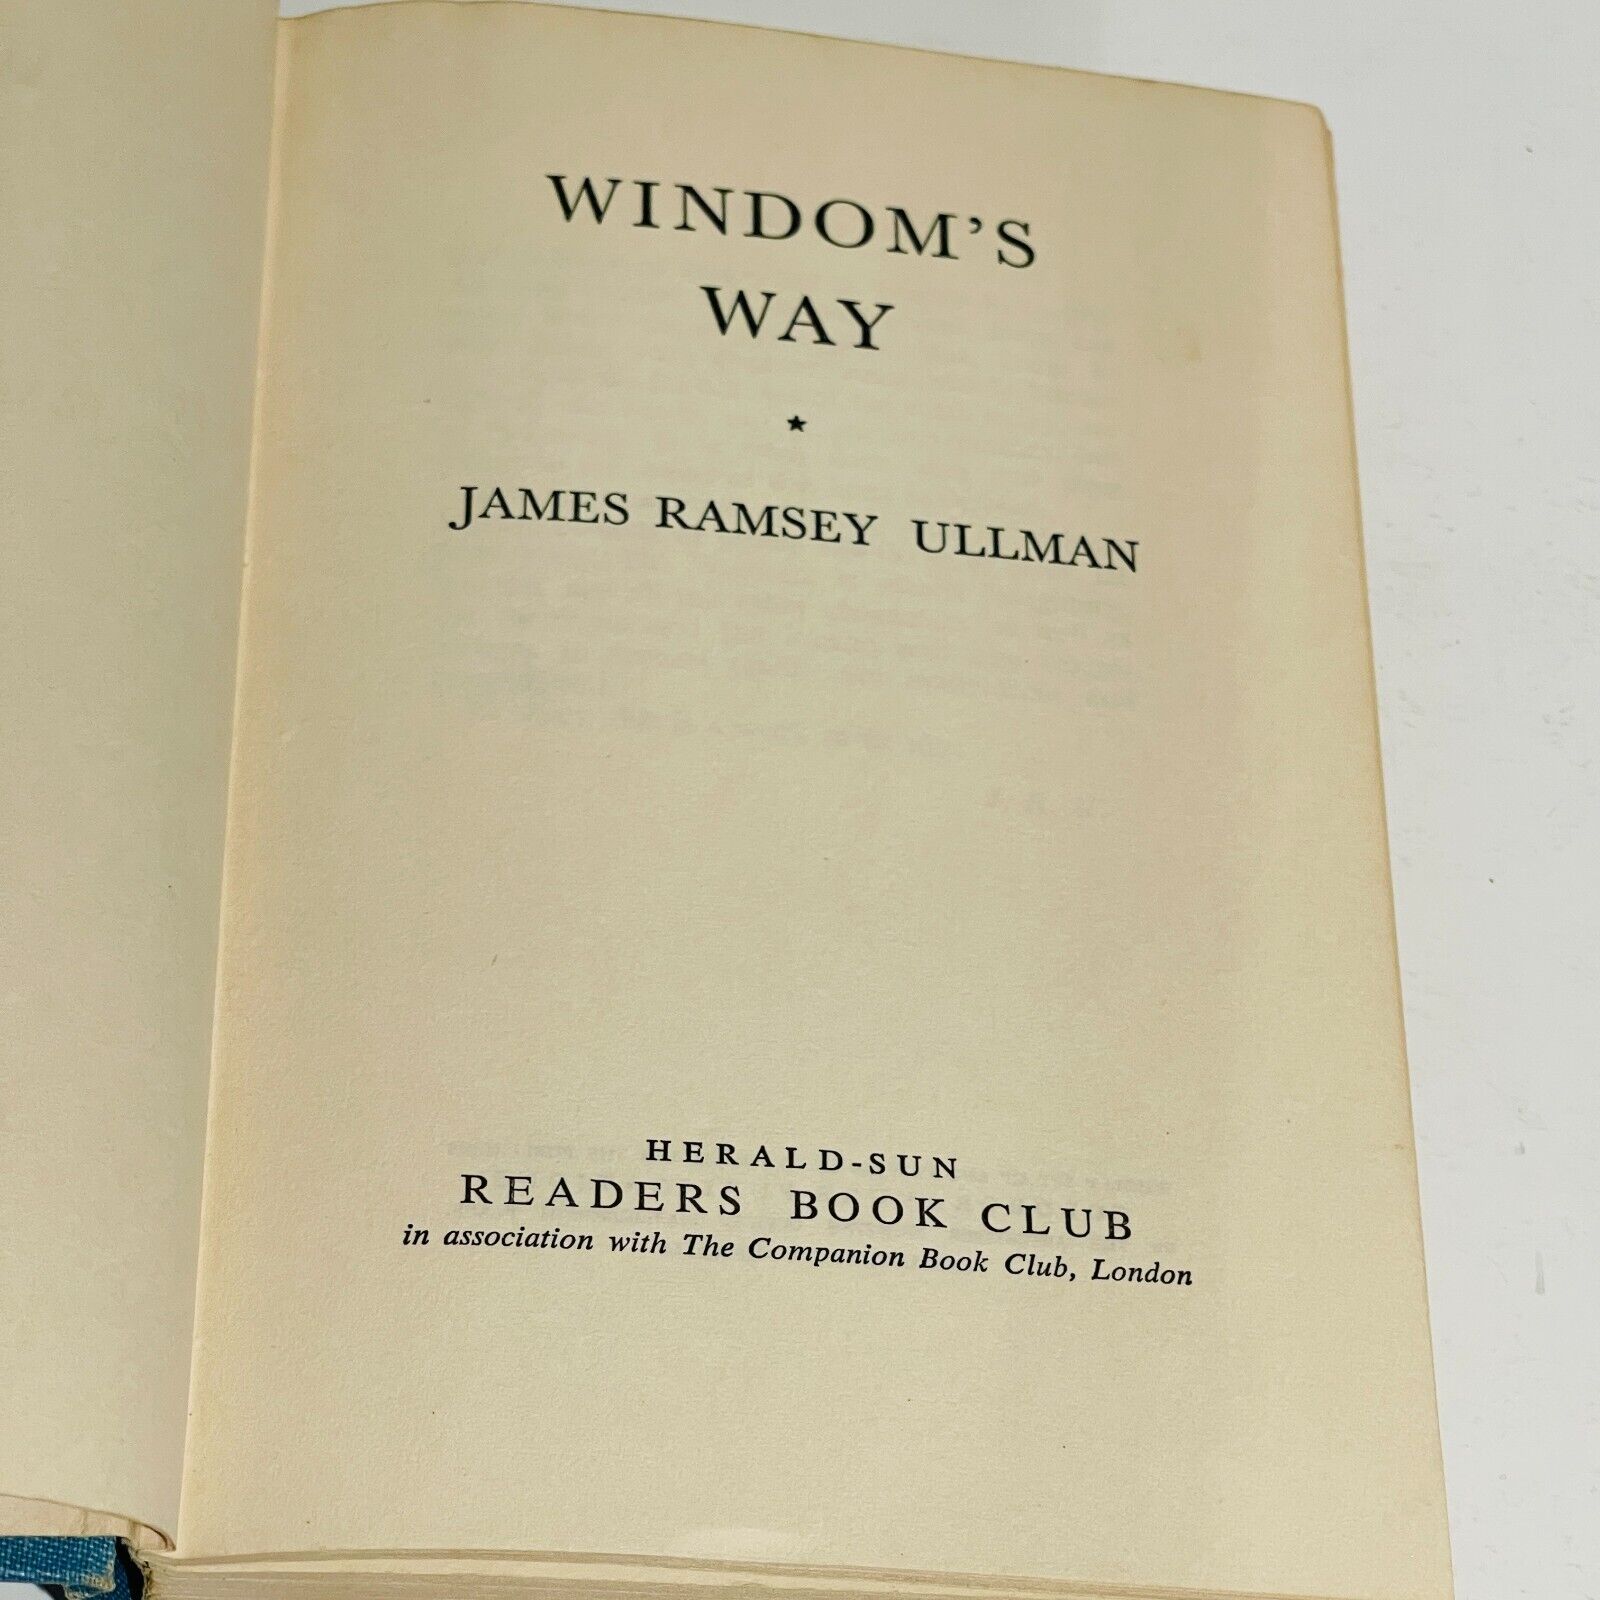 WINDOM'S
WAY
★
JAMES RAMSEY ULLMAN
HERALD-SUN
READERS BOOK CLUB
in association with The Companion Book Club, London